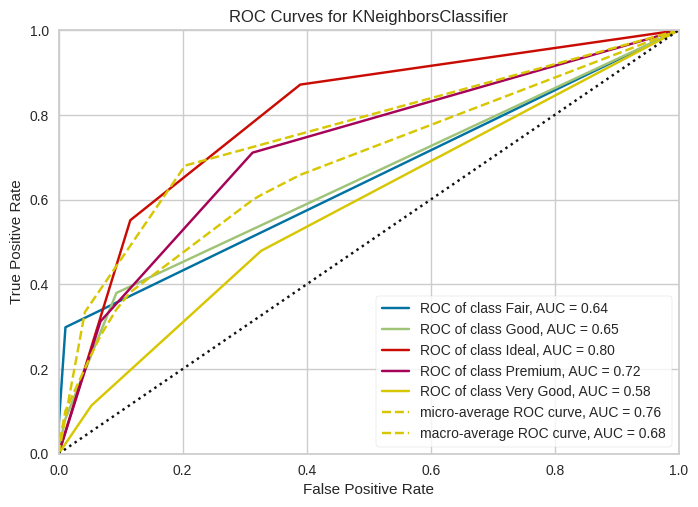 ROC Curves for KNeighborsClassifier
1.0
0.8
0.6
0.4
0.2
0.0
True Positive Rate
ROC of class Fair, AUC = 0.64
ROC of class Good, AUC = 0.65
ROC of class Ideal, AUC = 0.80
ROC of class Premium, AUC = 0.72
ROC of class Very Good, AUC = 0.58
micro-average ROC curve, AUC = 0.76
macro-average ROC curve, AUC = 0.68
0.0 0.2 0.4 0.6 0.8 1.0
False Positive Rate